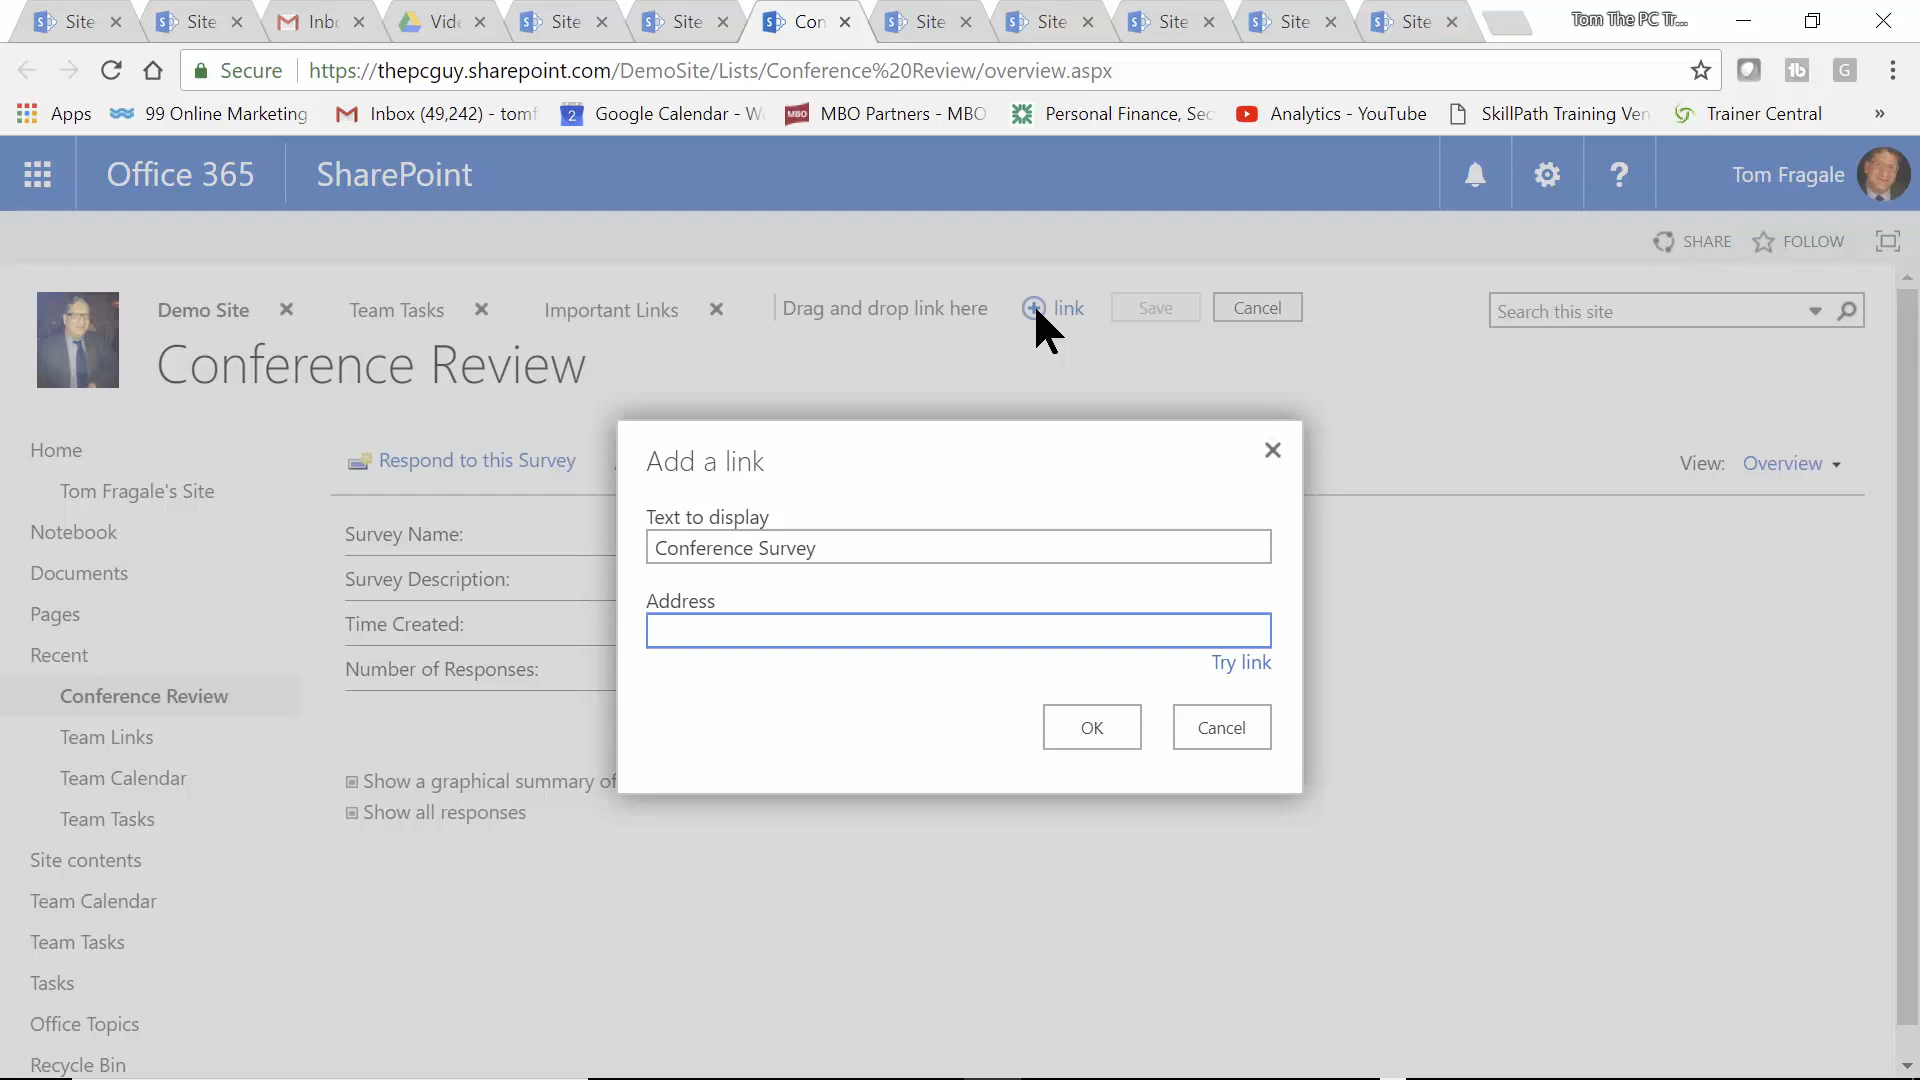 Site
Site
Inb
Vid
Site
Site
Con
Site
Site
Site
Site
Site
Tom The PC Tr...
Secure
https://thepcguy.sharepoint.com/DemoSite/Lists/Conference%20Review/overview.aspx
Apps
99 Online Marketing
Inbox (49,242) - tomf
2
Google Calendar - W
MBO
MBO Partners - MBO
Personal Finance, Sec
Analytics - YouTube
SkillPath Training Ven
Trainer Central
»
Office 365
SharePoint
?
Tom Fragale
SHARE
FOLLOW
Demo Site
Team Tasks
Important Links
Drag and drop link here
link
Save
Cancel
Search this site
Conference Review
Home
Tom Fragale's Site
Notebook
Documents
Pages
Recent
Conference Review
Team Links
Team Calendar
Team Tasks
Site contents
Team Calendar
Team Tasks
Tasks
Office Topics
Recycle Bin
Respond to this Survey
View: Overview
Survey Name:
Survey Description:
Time Created:
Number of Responses:
Show a graphical summary of
Show all responses
Add a link
Text to display
Conference Survey
Address
Try link
OK
Cancel